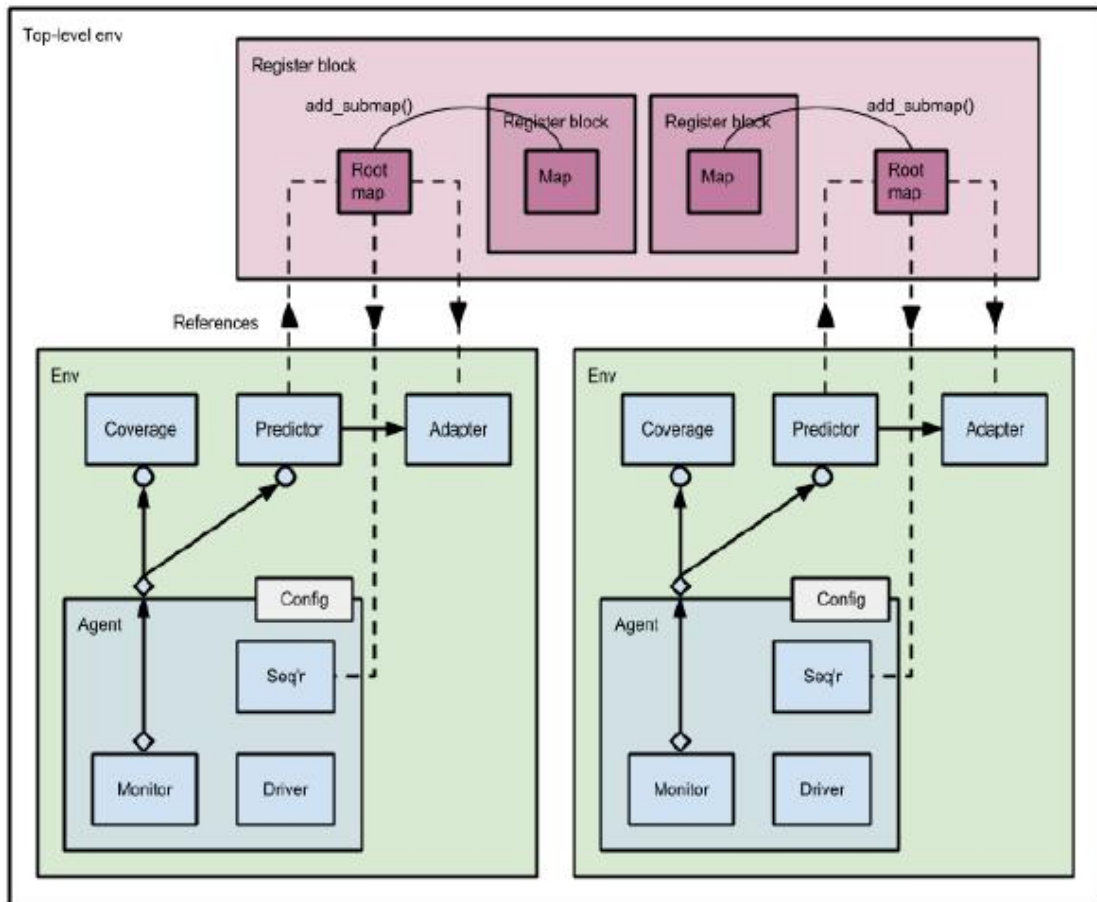 Top-level env
Register block
add_submap()
Register block
Register block
add_submap()
Root
map
Map
Map
Root
map
References
Env
Env
Coverage
Predictor
Adapter
Coverage
Predictor
Adapter
Config
Config
Agent
Agent
Seq'r
Seq'r
Monitor
Driver
Monitor
Driver